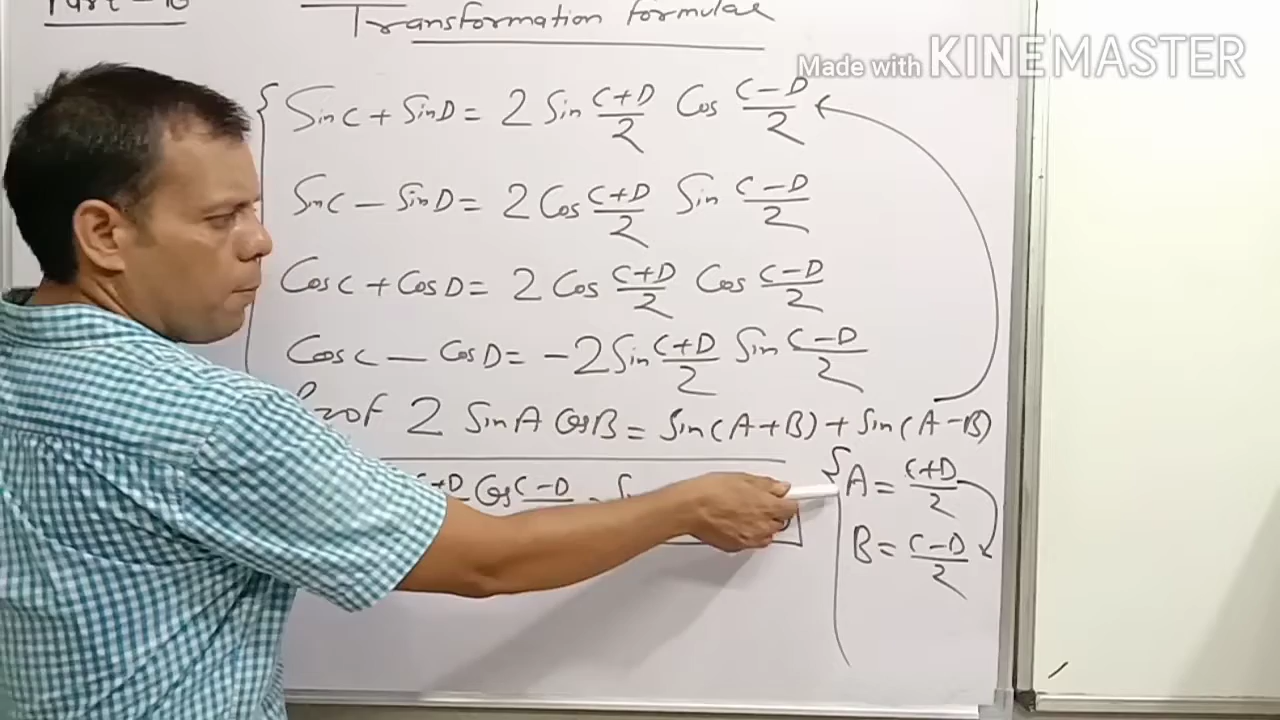 Part - 10
Transformation formulae
Made with KINEMASTER
Sin C + Sin D = 2 Sin (C+D)/2 Cos (C-D)/2
Sin C - Sin D = 2 Cos (C+D)/2 Sin (C-D)/2
Cos C + Cos D = 2 Cos (C+D)/2 Cos (C-D)/2
Cos C - Cos D = -2 Sin (C+D)/2 Sin (C-D)/2
Proof 2 Sin A Cos B = Sin(A+B) + Sin(A-B)
A = (C+D)/2
C+D Cos C-D =
B = (C-D)/2